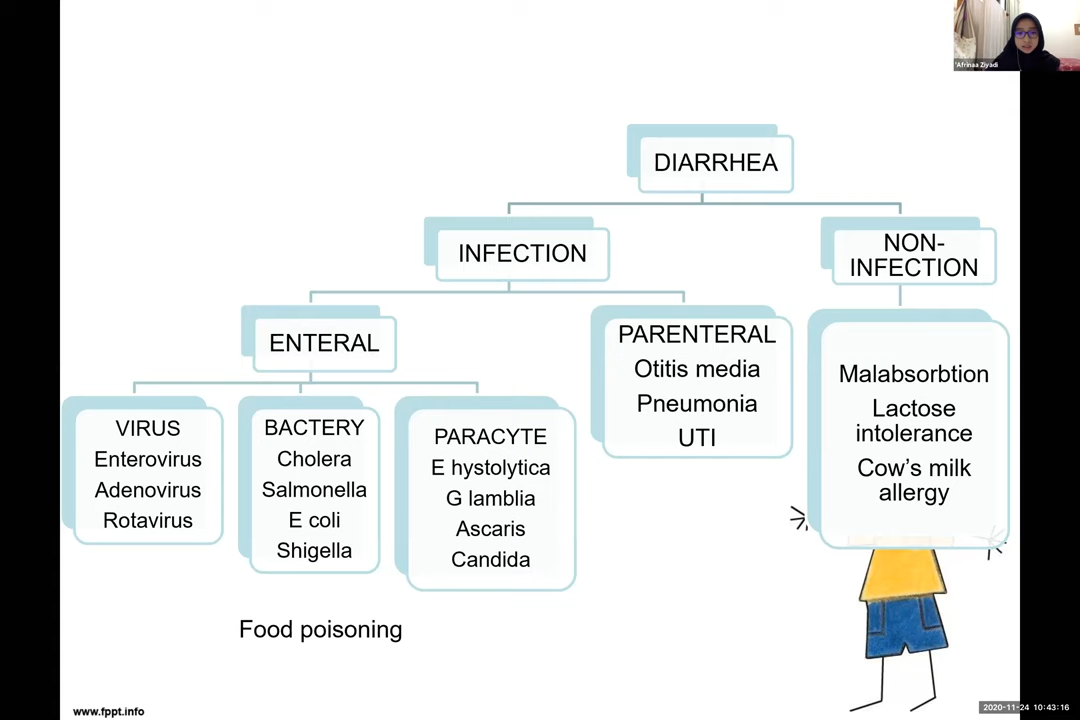 'Afrinaa Ziyadi
DIARRHEA
INFECTION
NON-
INFECTION
ENTERAL
PARENTERAL
Otitis media
Pneumonia
UTI
Malabsorbtion
Lactose
intolerance
Cow's milk
allergy
VIRUS
Enterovirus
Adenovirus
Rotavirus
BACTERY
Cholera
Salmonella
E coli
Shigella
PARACYTE
E hystolytica
G lamblia
Ascaris
Candida
Food poisoning
www.fppt.info
2020-11-24 10:43:16